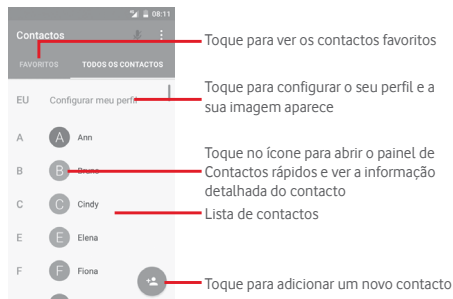 08:11
Contactos
FAVORITOS TODOS OS CONTACTOS
EU Configurar meu perfil
A A Ann
B B Bruno
C C Cindy
E E Elena
F F Fiona
Toque para ver os contactos favoritos
Toque para configurar o seu perfil e a
sua imagem aparece
Toque no ícone para abrir o painel de
Contactos rápidos e ver a informação
detalhada do contacto
Lista de contactos
Toque para adicionar um novo contacto